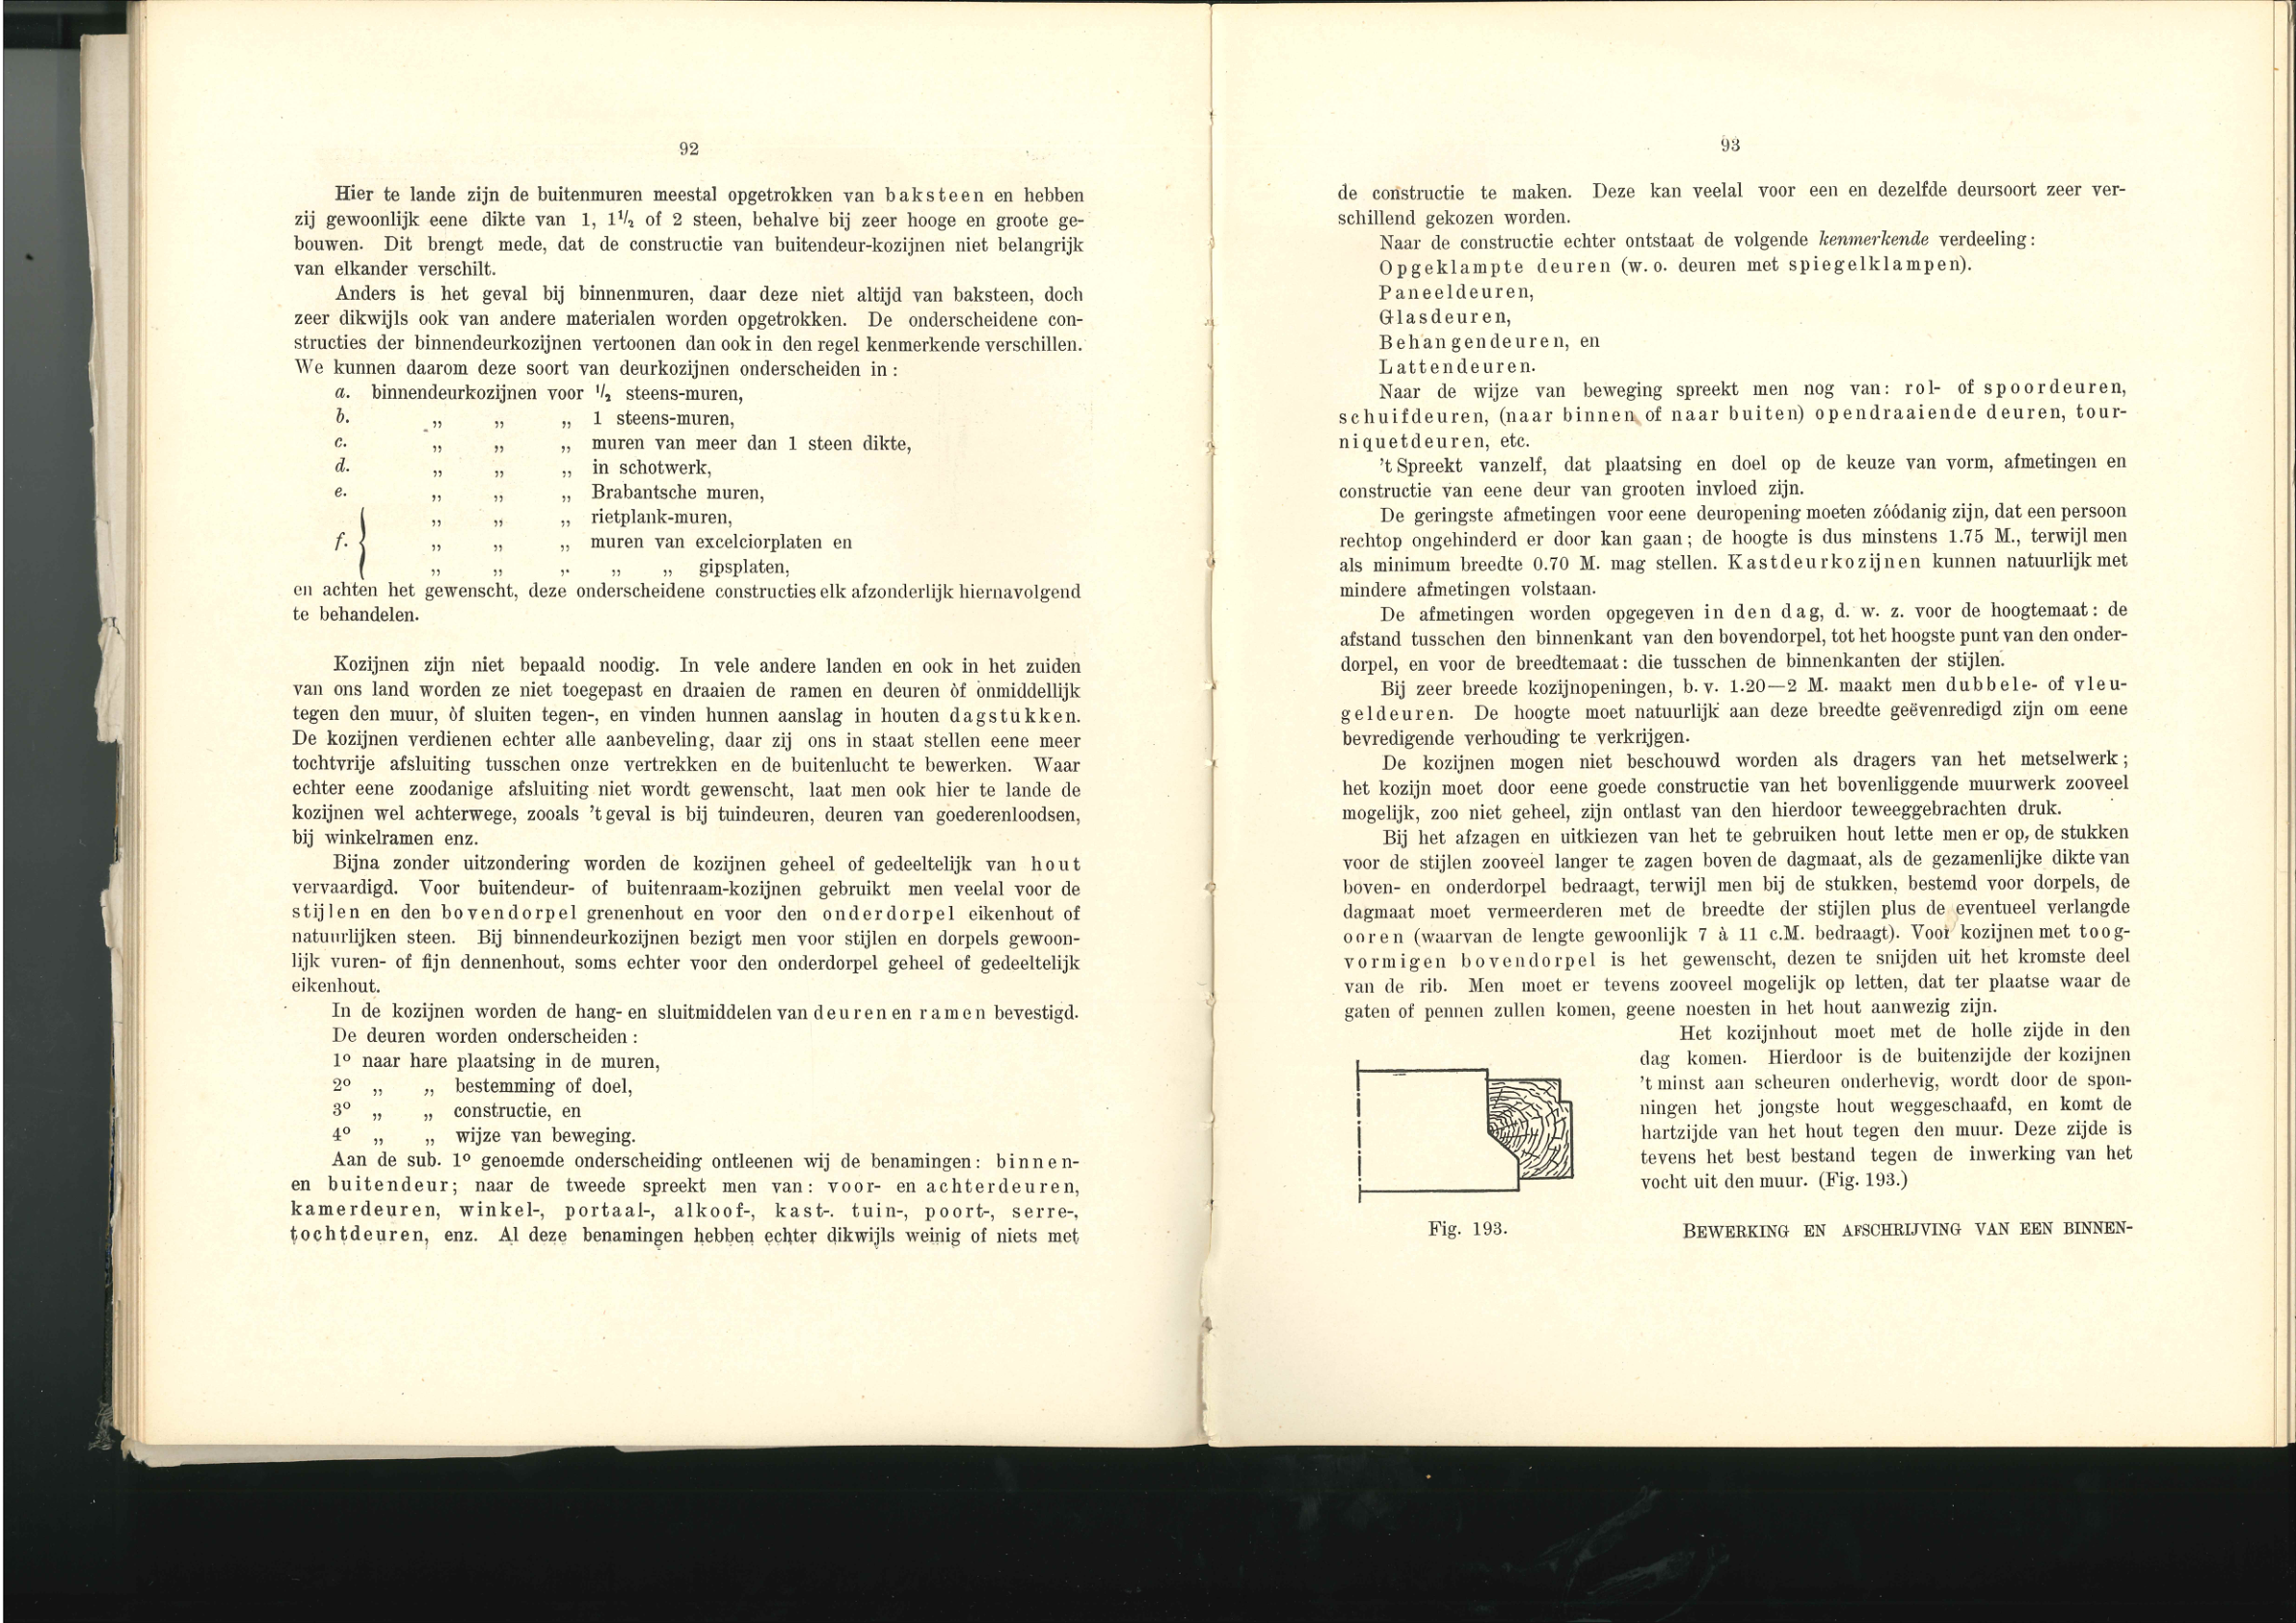 92
Hier te lande zijn de buitenmuren meestal opgetrokken van baksteen en hebben
zij gewoonlijk eene dikte van 1, 1½ of 2 steen, behalve bij zeer hooge en groote ge-
bouwen. Dit brengt mede, dat de constructie van buitendeur-kozijnen niet belangrijk
van elkander verschilt.
Anders is het geval bij binnenmuren, daar deze niet altijd van baksteen, doch
zeer dikwijls ook van andere materialen worden opgetrokken. De onderscheidene con-
structies der binnendeurkozijnen vertoonen dan ook in den regel kenmerkende verschillen.
We kunnen daarom deze soort van deurkozijnen onderscheiden in:
a. binnendeurkozijnen voor ½ steens-muren,
b. „ „ „ 1 steens-muren,
c. „ „ „ muren van meer dan 1 steen dikte,
d. „ „ „ in schotwerk,
e. „ „ „ Brabantsche muren,
„ „ „ rietplank-muren,
f. { „ „ „ muren van excelciorplaten en
„ „ „ „ „ gipsplaten,
en achten het gewenscht, deze onderscheidene constructies elk afzonderlijk hiernavolgend
te behandelen.
Kozijnen zijn niet bepaald noodig. In vele andere landen en ook in het zuiden
van ons land worden ze niet toegepast en draaien de ramen en deuren òf onmiddellijk
tegen den muur, òf sluiten tegen-, en vinden hunnen aanslag in houten dagstukken.
De kozijnen verdienen echter alle aanbeveling, daar zij ons in staat stellen eene meer
tochtvrije afsluiting tusschen onze vertrekken en de buitenlucht te bewerken. Waar
echter eene zoodanige afsluiting niet wordt gewenscht, laat men ook hier te lande de
kozijnen wel achterwege, zooals 't geval is bij tuindeuren, deuren van goederenloodsen,
bij winkelramen enz.
Bijna zonder uitzondering worden de kozijnen geheel of gedeeltelijk van hout
vervaardigd. Voor buitendeur- of buitenraam-kozijnen gebruikt men veelal voor de
stijlen en den bovendorpel grenenhout en voor den onderdorpel eikenhout of
natuurlijken steen. Bij binnendeurkozijnen bezigt men voor stijlen en dorpels gewoon-
lijk vuren- of fijn dennenhout, soms echter voor den onderdorpel geheel of gedeeltelijk
eikenhout.
In de kozijnen worden de hang- en sluitmiddelen van deuren en ramen bevestigd.
De deuren worden onderscheiden:
1º naar hare plaatsing in de muren,
2º „ „ bestemming of doel,
3º „ „ constructie, en
4º „ „ wijze van beweging.
Aan de sub. 1º genoemde onderscheiding ontleenen wij de benamingen: binnen-
en buitendeur; naar de tweede spreekt men van: voor- en achterdeuren,
kamerdeuren, winkel-, portaal-, alkoof-, kast-. tuin-, poort-, serre-,
tochtdeuren, enz. Al deze benamingen hebben echter dikwijls weinig of niets met
93
de constructie te maken. Deze kan veelal voor een en dezelfde deursoort zeer ver-
schillend gekozen worden.
Naar de constructie echter ontstaat de volgende kenmerkende verdeeling:
Opgeklampte deuren (w. o. deuren met spiegelklampen).
Paneeldeuren,
Glasdeuren,
Behangendeuren, en
Lattendeuren.
Naar de wijze van beweging spreekt men nog van: rol- of spoordeuren,
schuifdeuren, (naar binnen of naar buiten) opendraaiende deuren, tour-
niquetdeuren, etc.
't Spreekt vanzelf, dat plaatsing en doel op de keuze van vorm, afmetingen en
constructie van eene deur van grooten invloed zijn.
De geringste afmetingen voor eene deuropening moeten zóódanig zijn, dat een persoon
rechtop ongehinderd er door kan gaan; de hoogte is dus minstens 1.75 M., terwijl men
als minimum breedte 0.70 M. mag stellen. Kastdeurkozijnen kunnen natuurlijk met
mindere afmetingen volstaan.
De afmetingen worden opgegeven in den dag, d. w. z. voor de hoogtemaat: de
afstand tusschen den binnenkant van den bovendorpel, tot het hoogste punt van den onder-
dorpel, en voor de breedtemaat: die tusschen de binnenkanten der stijlen.
Bij zeer breede kozijnopeningen, b. v. 1.20—2 M. maakt men dubbele- of vleu-
geldeuren. De hoogte moet natuurlijk aan deze breedte geëvenredigd zijn om eene
bevredigende verhouding te verkrijgen.
De kozijnen mogen niet beschouwd worden als dragers van het metselwerk;
het kozijn moet door eene goede constructie van het bovenliggende muurwerk zooveel
mogelijk, zoo niet geheel, zijn ontlast van den hierdoor teweeggebrachten druk.
Bij het afzagen en uitkiezen van het te gebruiken hout lette men er op, de stukken
voor de stijlen zooveel langer te zagen boven de dagmaat, als de gezamenlijke dikte van
boven- en onderdorpel bedraagt, terwijl men bij de stukken, bestemd voor dorpels, de
dagmaat moet vermeerderen met de breedte der stijlen plus de eventueel verlangde
ooren (waarvan de lengte gewoonlijk 7 à 11 c.M. bedraagt). Voor kozijnen met toog-
vormigen bovendorpel is het gewenscht, dezen te snijden uit het kromste deel
van de rib. Men moet er tevens zooveel mogelijk op letten, dat ter plaatse waar de
gaten of pennen zullen komen, geene noesten in het hout aanwezig zijn.
Het kozijnhout moet met de holle zijde in den
dag komen. Hierdoor is de buitenzijde der kozijnen
't minst aan scheuren onderhevig, wordt door de spon-
ningen het jongste hout weggeschaafd, en komt de
hartzijde van het hout tegen den muur. Deze zijde is
tevens het best bestand tegen de inwerking van het
vocht uit den muur. (Fig. 193.)
Fig. 193.
BEWERKING EN AFSCHRIJVING VAN EEN BINNEN-